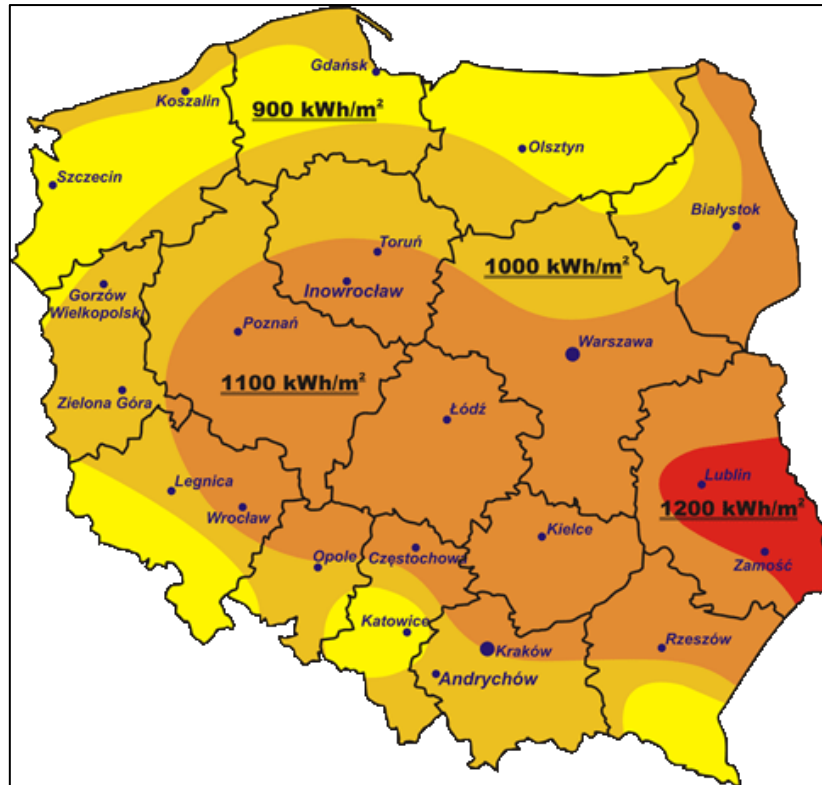 Gdańsk
Koszalin
900 kWh/m²
Olsztyn
Szczecin
Białystok
Toruń
1000 kWh/m²
Inowrocław
Gorzów
Wielkopolsk
Poznań
Warszawa
1100 kWh/m²
Zielona Góra
Łódź
Legnica
Lublin
Wrocław
1200 kWh/m²
Kielce
Częstochowa
Opole
Zamość
Katowice
Kraków
Rzeszów
Andrychów